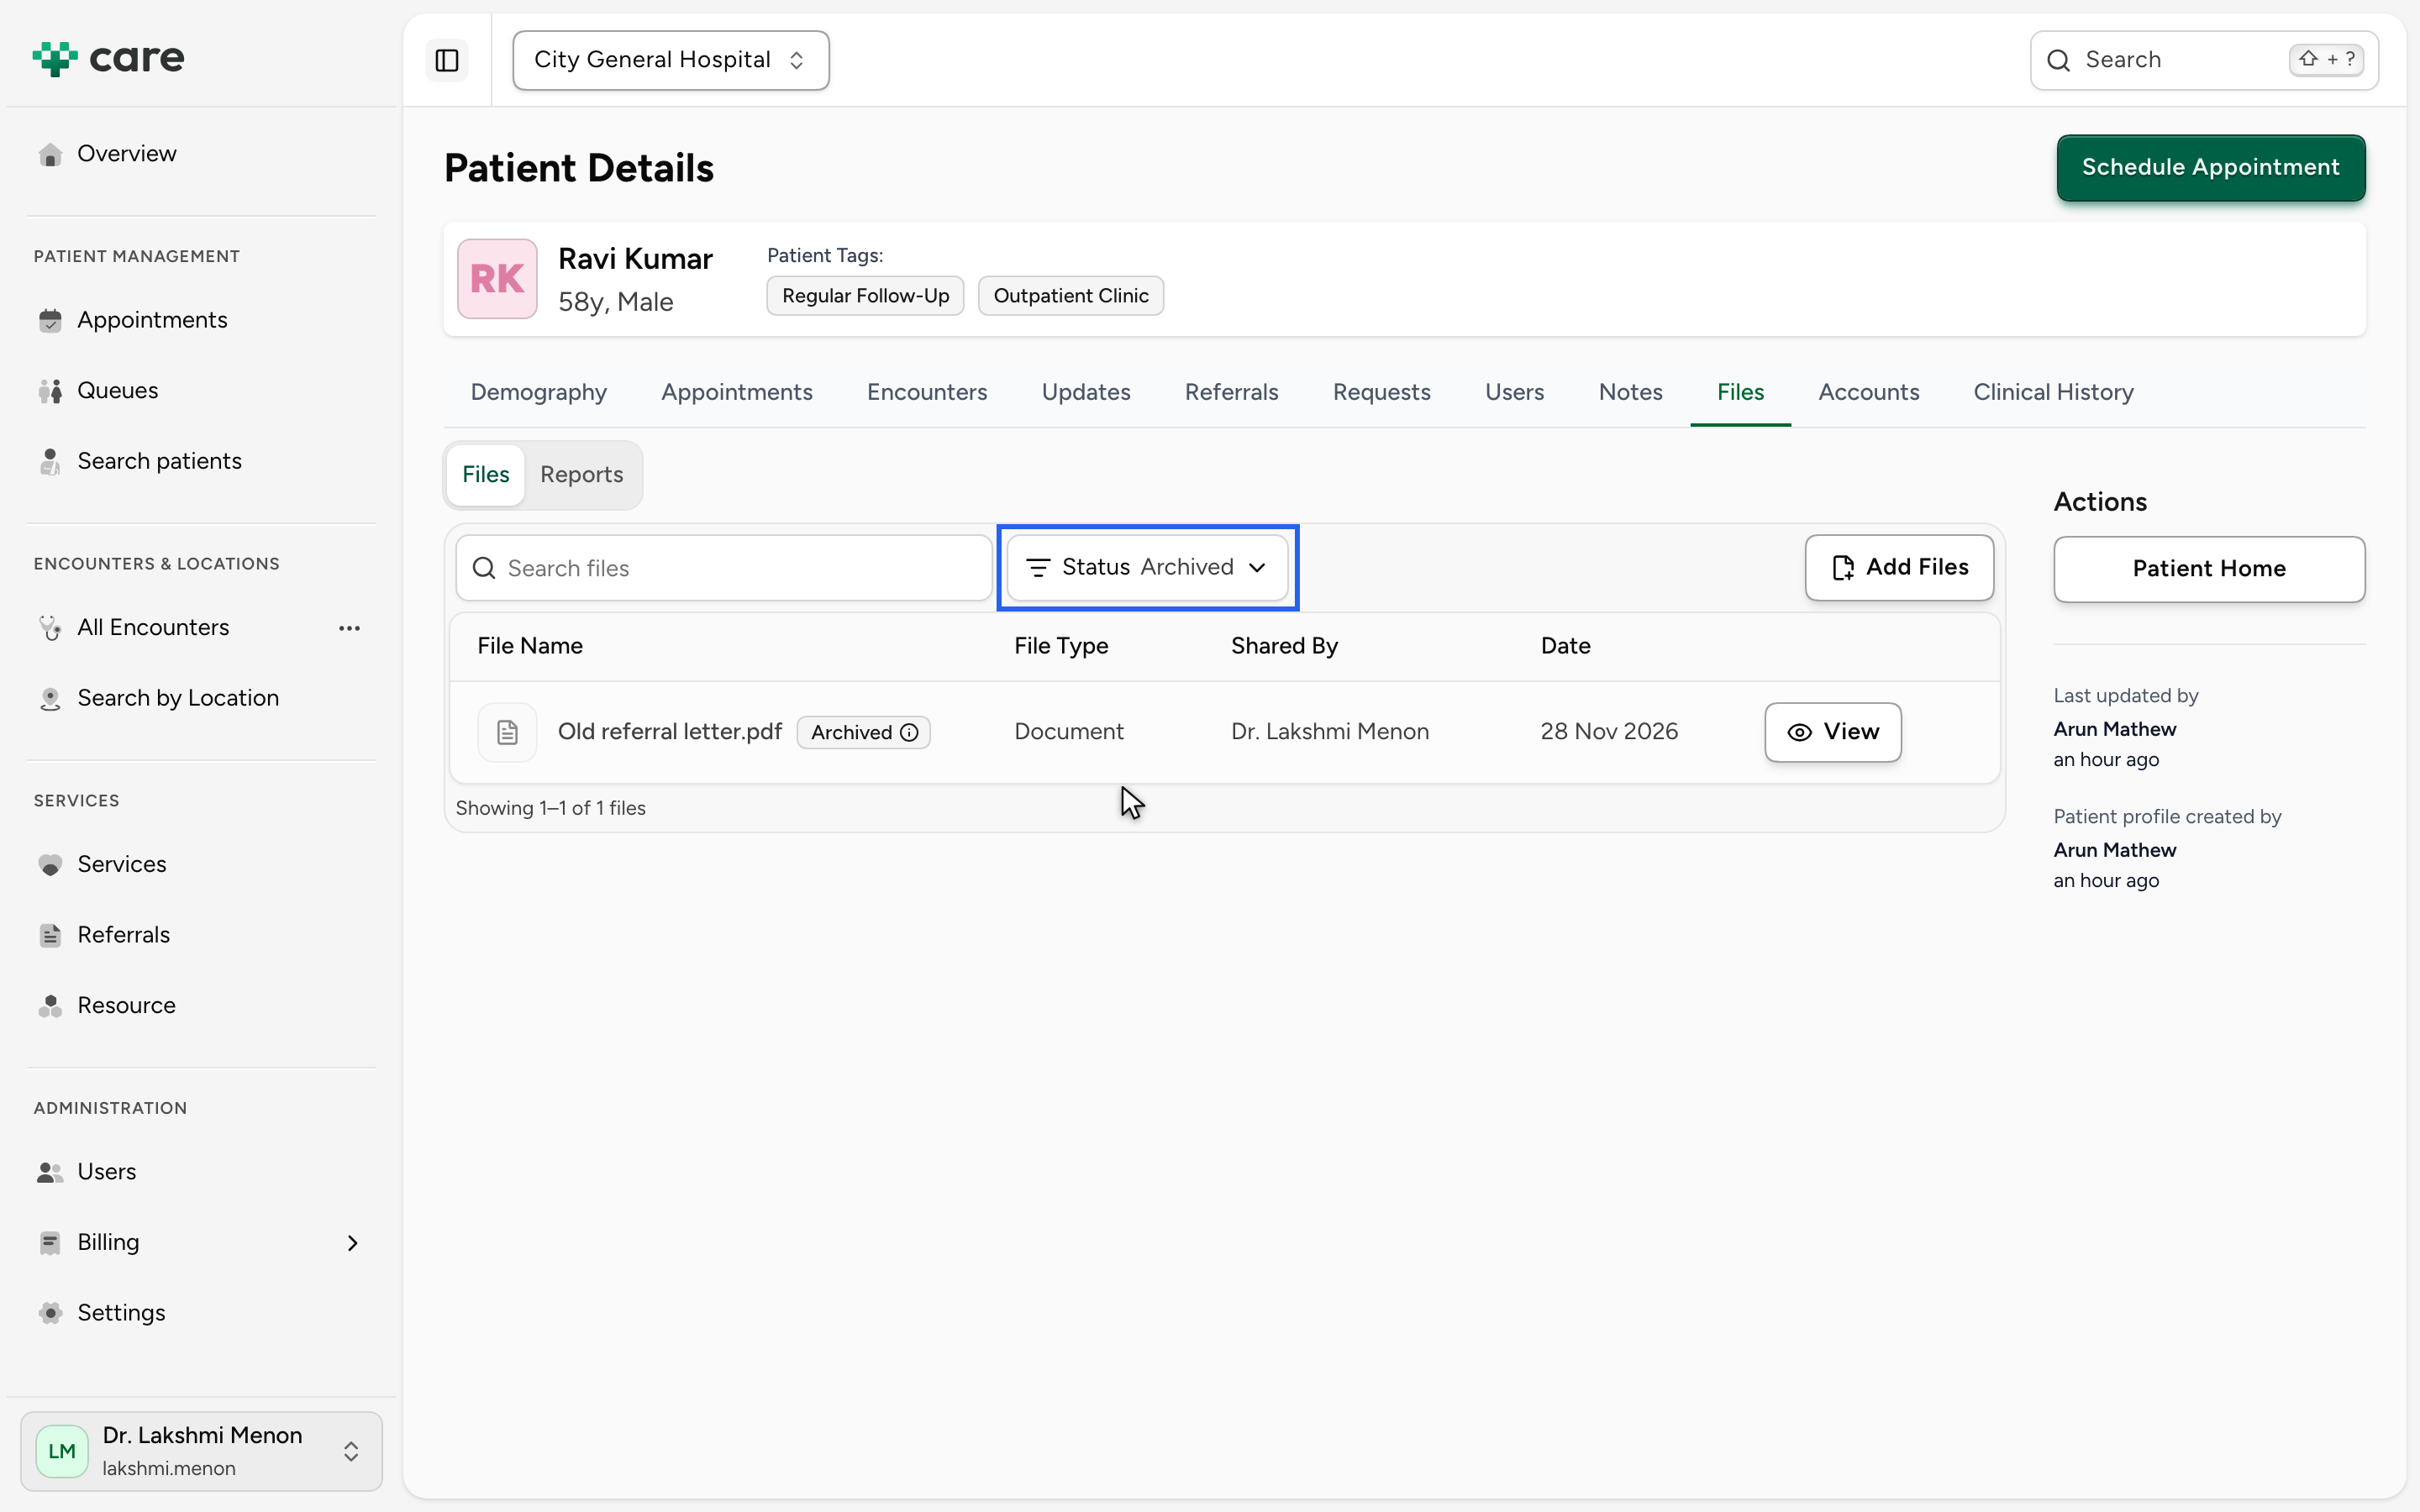 care
City General Hospital
Search
+ ?
Overview
PATIENT MANAGEMENT
Appointments
Queues
Search patients
ENCOUNTERS & LOCATIONS
All Encounters
Search by Location
SERVICES
Services
Referrals
Resource
ADMINISTRATION
Users
Billing
Settings
LM
Dr. Lakshmi Menon
lakshmi.menon
Patient Details
Schedule Appointment
RK
Ravi Kumar
58y, Male
Patient Tags:
Regular Follow-Up Outpatient Clinic
Demography Appointments Encounters Updates Referrals Requests Users Notes Files Accounts Clinical History
Files Reports
Search files
Status Archived
Add Files
File Name File Type Shared By Date
Old referral letter.pdf Archived Document Dr. Lakshmi Menon 28 Nov 2026 View
Showing 1–1 of 1 files
Actions
Patient Home
Last updated by
Arun Mathew
an hour ago
Patient profile created by
Arun Mathew
an hour ago